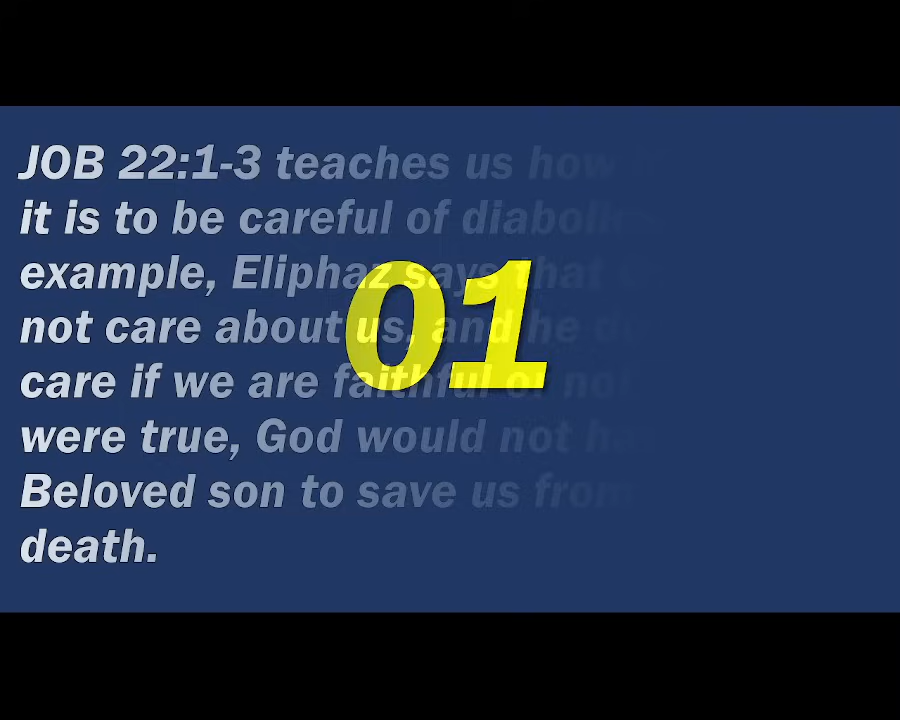 JOB 22:1-3 teaches us how
it is to be careful of
example, Eliphaz says that
not care about us, and he
care if we are faithful or not
were true, God would not
Beloved son to save us from
death.
01